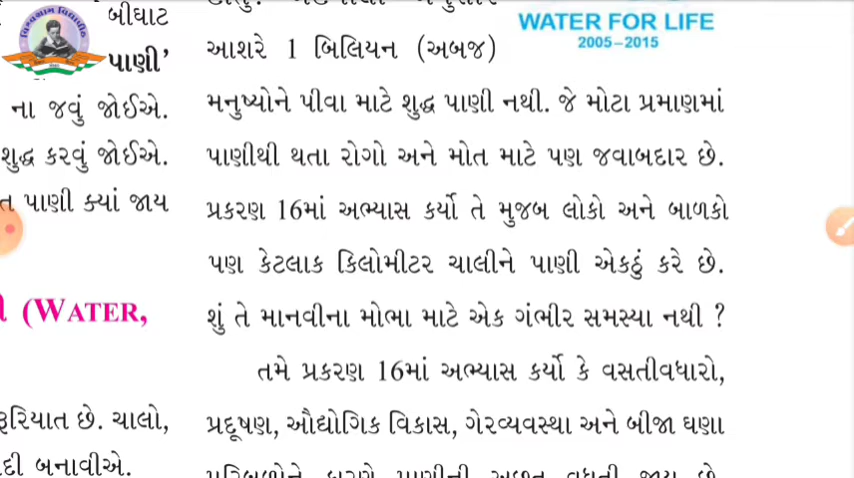 બીઘાટ
પાણી'
ના જવું જોઈએ.
શુદ્ધ કરવું જોઈએ.
ત પાણી ક્યાં જાય
(WATER,
રિયાત છે. ચાલો,
દી બનાવીએ.
WATER FOR LIFE
2005–2015
આશરે 1 બિલિયન (અબજ)
મનુષ્યોને પીવા માટે શુદ્ધ પાણી નથી. જે મોટા પ્રમાણમાં
પાણીથી થતા રોગો અને મોત માટે પણ જવાબદાર છે.
પ્રકરણ 16માં અભ્યાસ કર્યો તે મુજબ લોકો અને બાળકો
પણ કેટલાક કિલોમીટર ચાલીને પાણી એકઠું કરે છે.
શું તે માનવીના મોભા માટે એક ગંભીર સમસ્યા નથી ?
તમે પ્રકરણ 16માં અભ્યાસ કર્યો કે વસતીવધારો,
પ્રદૂષણ, ઔદ્યોગિક વિકાસ, ગેરવ્યવસ્થા અને બીજા ઘણા